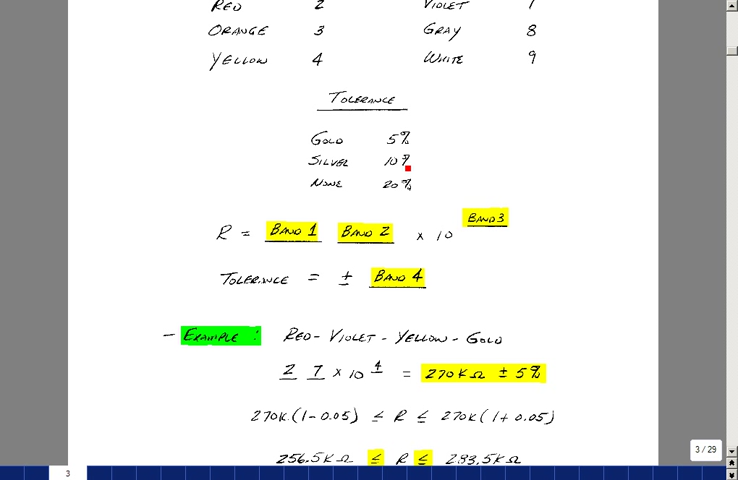 RED 2 VIOLET 7
ORANGE 3 GRAY 8
YELLOW 4 WHITE 9
TOLERANCE
GOLD 5%
SILVER 10%
NONE 20%
R = BAND 1 BAND 2 × 10 BAND 3
TOLERANCE = ± BAND 4
- EXAMPLE: RED - VIOLET - YELLOW - GOLD
2 7 × 10 4 = 270KΩ ± 5%
270K(1-0.05) ≤ R ≤ 270K(1+0.05)
256.5KΩ ≤ R ≤ 283.5KΩ
3 / 29
3